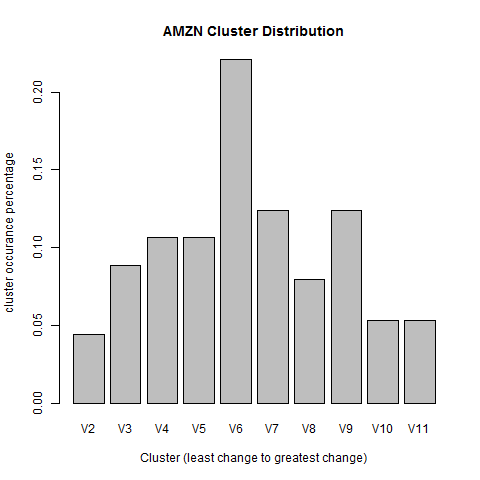 AMZN Cluster Distribution
cluster occurance percentage
0.20
0.15
0.10
0.05
0.00
V2 V3 V4 V5 V6 V7 V8 V9 V10 V11
Cluster (least change to greatest change)